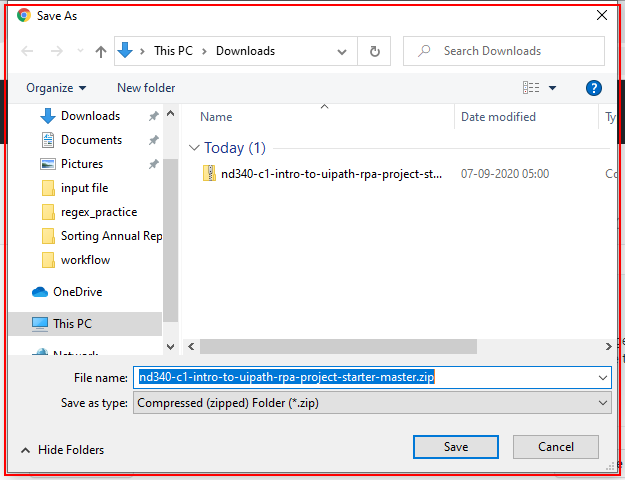 Save As
This PC
Downloads
Search Downloads
Organize
New folder
Downloads
Documents
Pictures
input file
regex_practice
Sorting Annual Rep
workflow
OneDrive
This PC
Network
Name
Date modified
Ty
Today (1)
nd340-c1-intro-to-uipath-rpa-project-st...
07-09-2020 05:00
Co
File name:
nd340-c1-intro-to-uipath-rpa-project-starter-master.zip
Save as type:
Compressed (zipped) Folder (*.zip)
Hide Folders
Save
Cancel